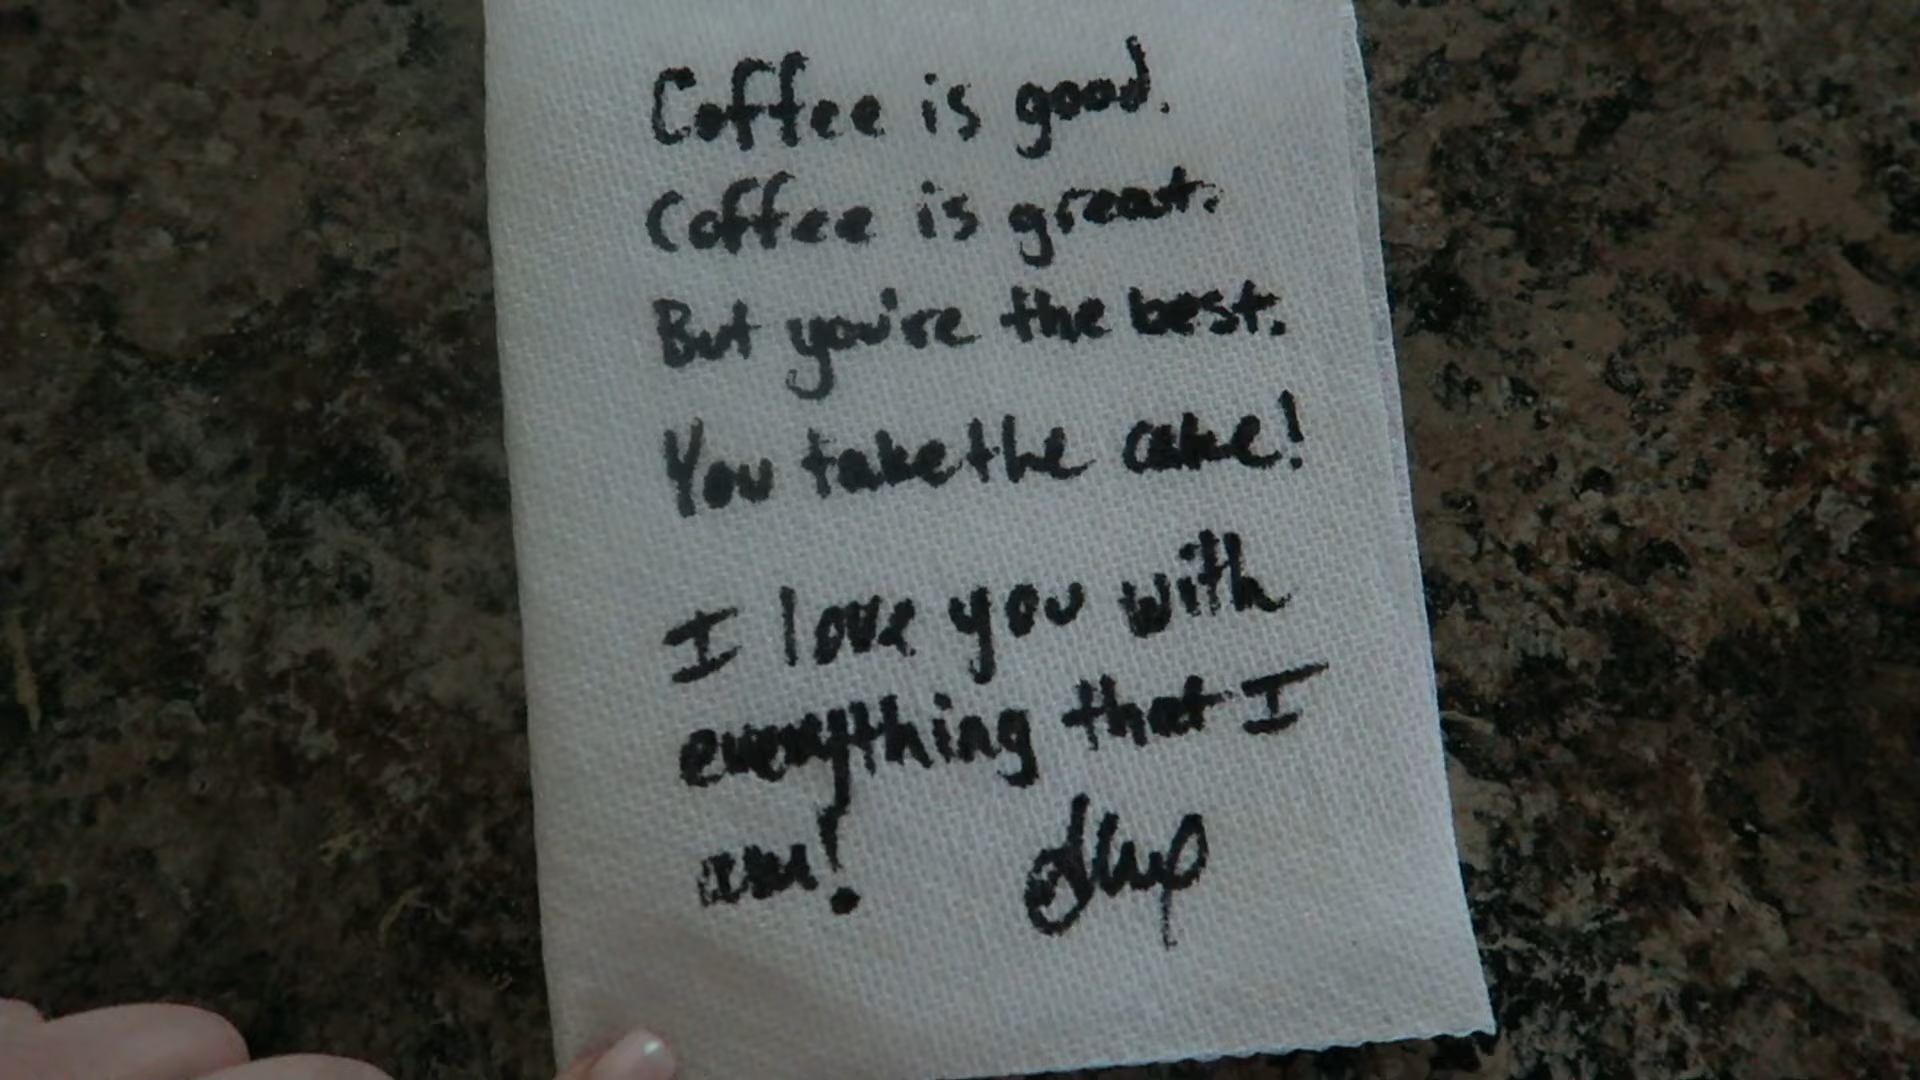 Coffee is good.
Coffee is great.
But you're the best.
You take the cake!
I love you with
everything that I
am!